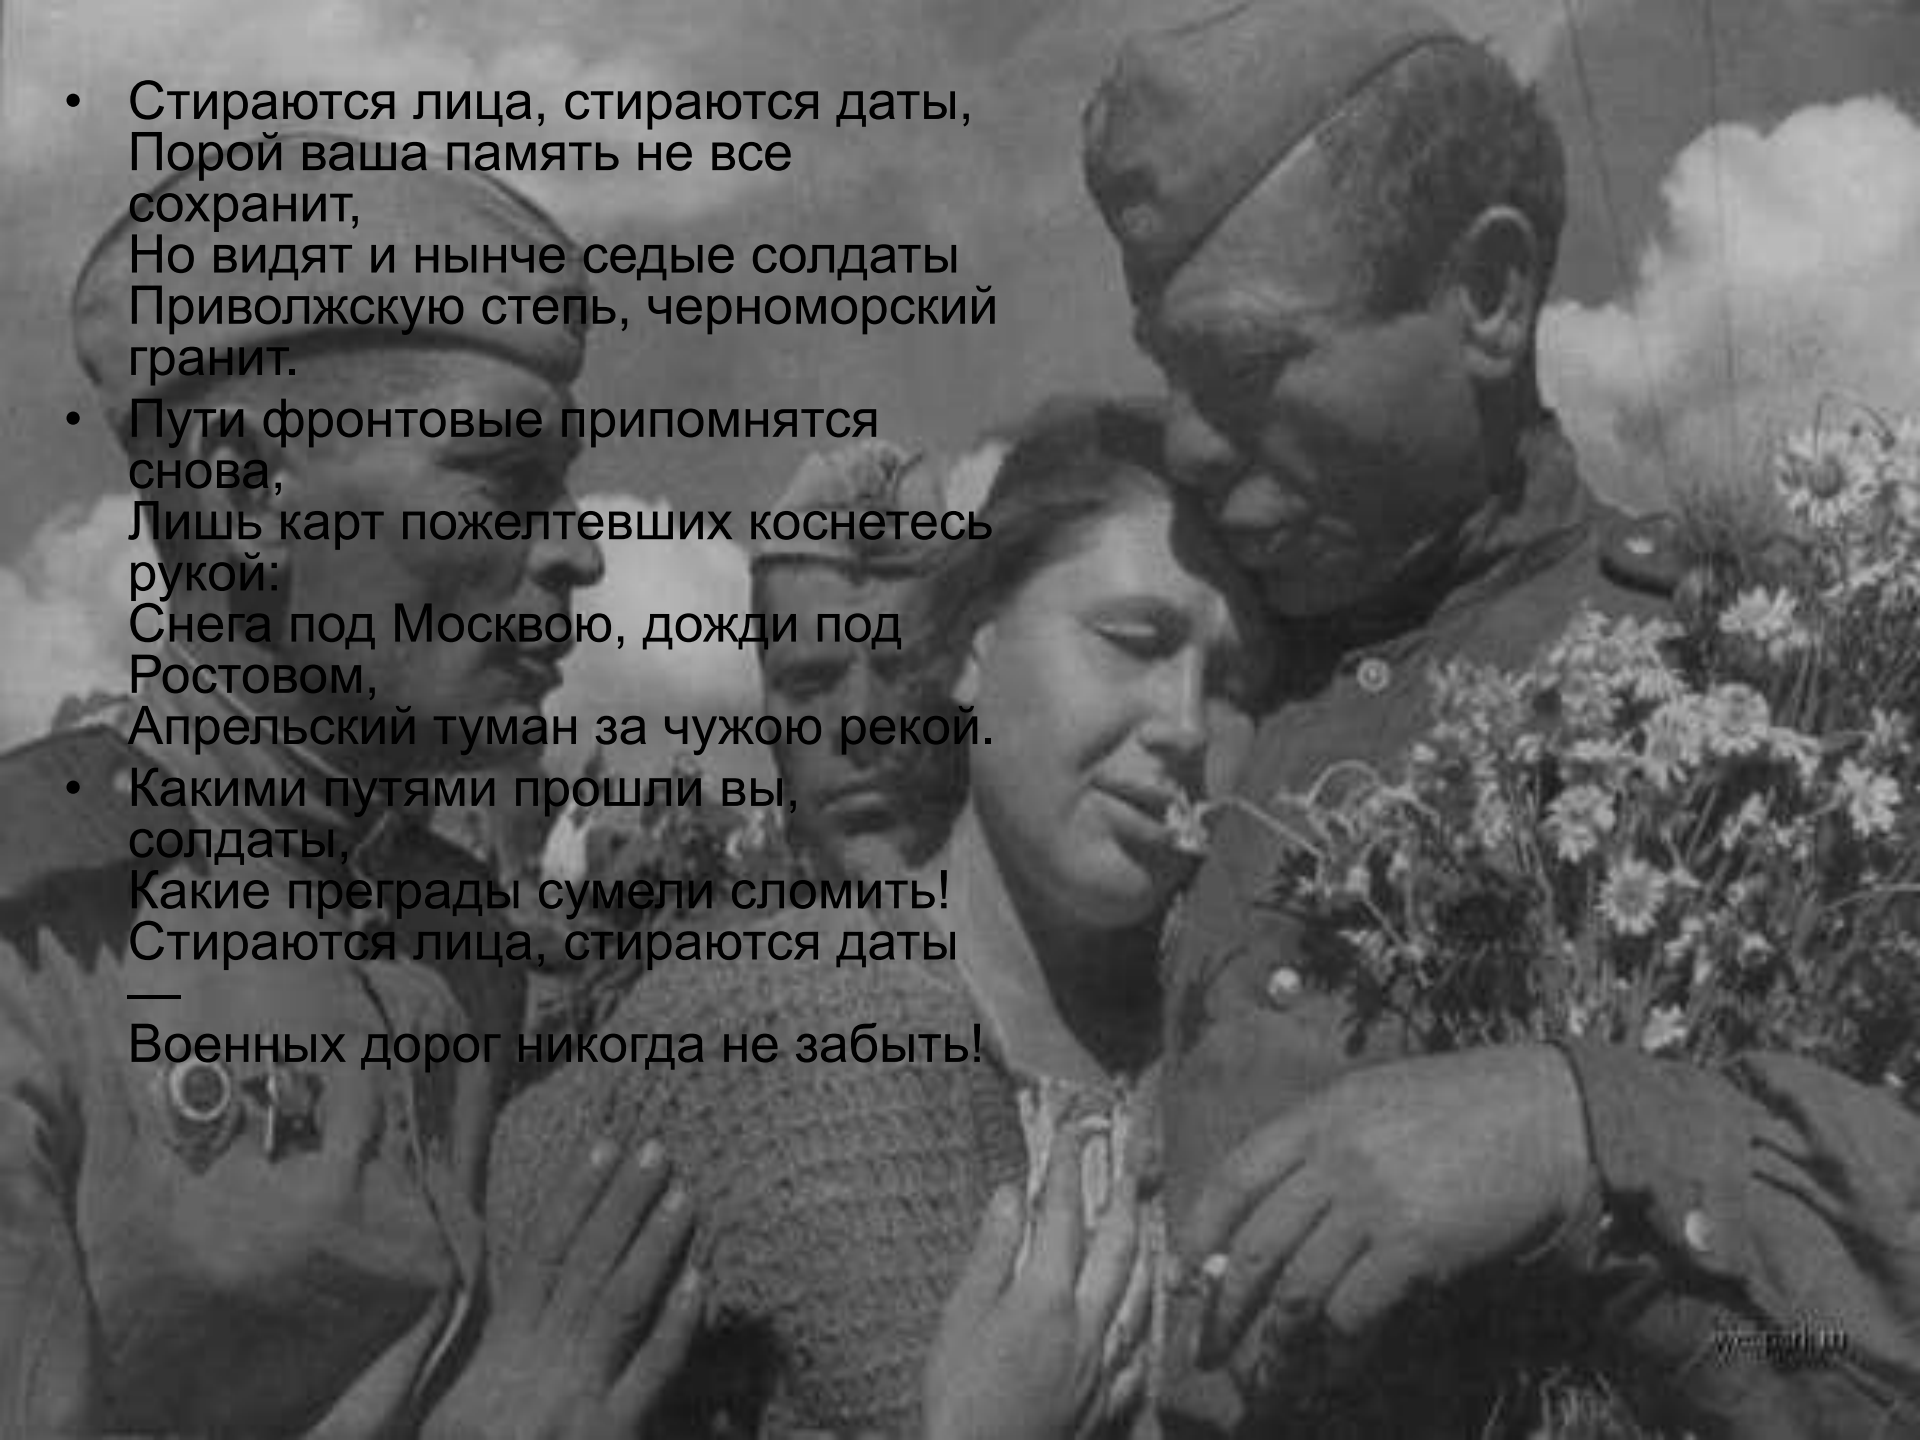 • Стираются лица, стираются даты,
Порой ваша память не все
сохранит,
Но видят и нынче седые солдаты
Приволжскую степь, черноморский
гранит.
• Пути фронтовые припомнятся
снова,
Лишь карт пожелтевших коснетесь
рукой:
Снега под Москвою, дожди под
Ростовом,
Апрельский туман за чужою рекой.
• Какими путями прошли вы,
солдаты,
Какие преграды сумели сломить!
Стираются лица, стираются даты
—
Военных дорог никогда не забыть!